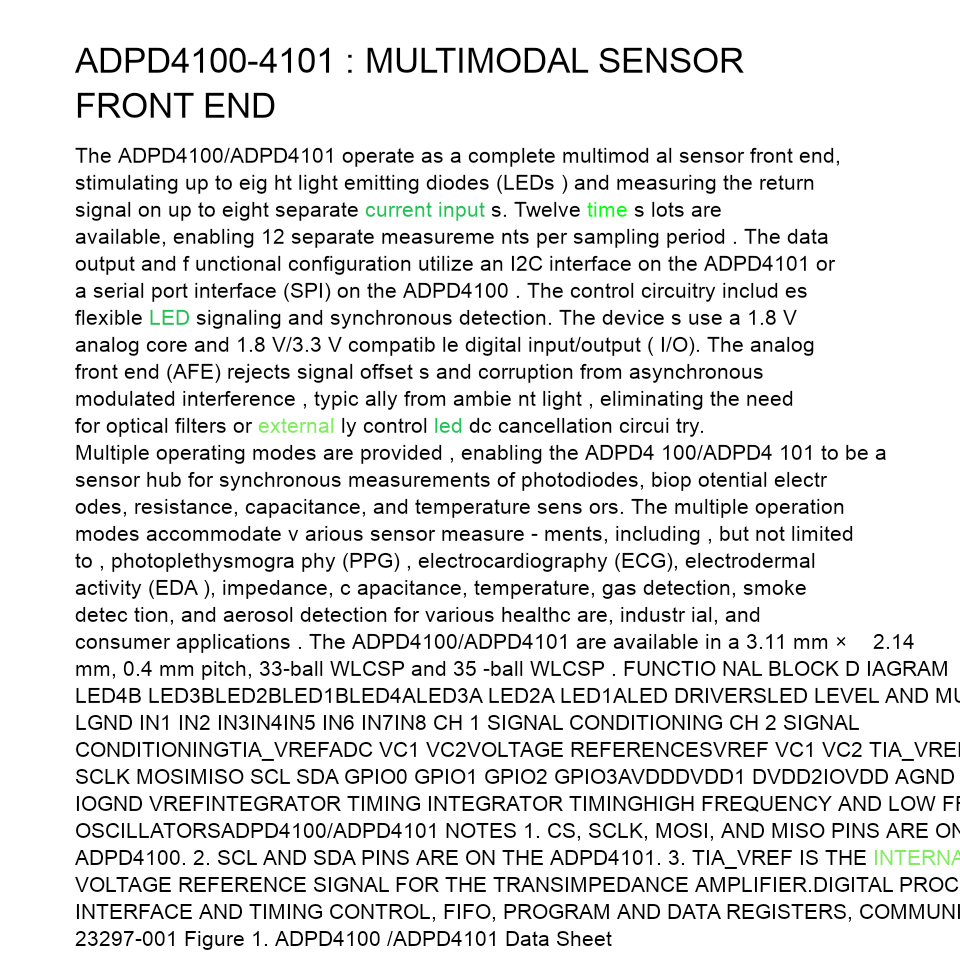 ADPD4100-4101 : MULTIMODAL SENSOR
FRONT END
The ADPD4100/ADPD4101 operate as a complete multimod al sensor front end,
stimulating up to eig ht light emitting diodes (LEDs ) and measuring the return
signal on up to eight separate current input s. Twelve time s lots are
available, enabling 12 separate measureme nts per sampling period . The data
output and f unctional configuration utilize an I2C interface on the ADPD4101 or
a serial port interface (SPI) on the ADPD4100 . The control circuitry includ es
flexible LED signaling and synchronous detection. The device s use a 1.8 V
analog core and 1.8 V/3.3 V compatib le digital input/output ( I/O). The analog
front end (AFE) rejects signal offset s and corruption from asynchronous
modulated interference , typic ally from ambie nt light , eliminating the need
for optical filters or external ly control led dc cancellation circui try.
Multiple operating modes are provided , enabling the ADPD4 100/ADPD4 101 to be a
sensor hub for synchronous measurements of photodiodes, biop otential electr
odes, resistance, capacitance, and temperature sens ors. The multiple operation
modes accommodate v arious sensor measure - ments, including , but not limited
to , photoplethysmogra phy (PPG) , electrocardiography (ECG), electrodermal
activity (EDA ), impedance, c apacitance, temperature, gas detection, smoke
detec tion, and aerosol detection for various healthc are, industr ial, and
consumer applications . The ADPD4100/ADPD4101 are available in a 3.11 mm × 2.14
mm, 0.4 mm pitch, 33-ball WLCSP and 35 -ball WLCSP . FUNCTIO NAL BLOCK D IAGRAM
LED4B LED3BLED2BLED1BLED4ALED3A LED2A LED1ALED DRIVERSLED LEVEL AND MU
LGND IN1 IN2 IN3IN4IN5 IN6 IN7IN8 CH 1 SIGNAL CONDITIONING CH 2 SIGNAL
CONDITIONINGTIA_VREFADC VC1 VC2VOLTAGE REFERENCESVREF VC1 VC2 TIA_VREF
SCLK MOSIMISO SCL SDA GPIO0 GPIO1 GPIO2 GPIO3AVDDDVDD1 DVDD2IOVDD AGND
IOGND VREFINTEGRATOR TIMING INTEGRATOR TIMINGHIGH FREQUENCY AND LOW FR
OSCILLATORSADPD4100/ADPD4101 NOTES 1. CS, SCLK, MOSI, AND MISO PINS ARE ON
ADPD4100. 2. SCL AND SDA PINS ARE ON THE ADPD4101. 3. TIA_VREF IS THE INTERNA
VOLTAGE REFERENCE SIGNAL FOR THE TRANSIMPEDANCE AMPLIFIER.DIGITAL PROC
INTERFACE AND TIMING CONTROL, FIFO, PROGRAM AND DATA REGISTERS, COMMUNI
23297-001 Figure 1. ADPD4100 /ADPD4101 Data Sheet